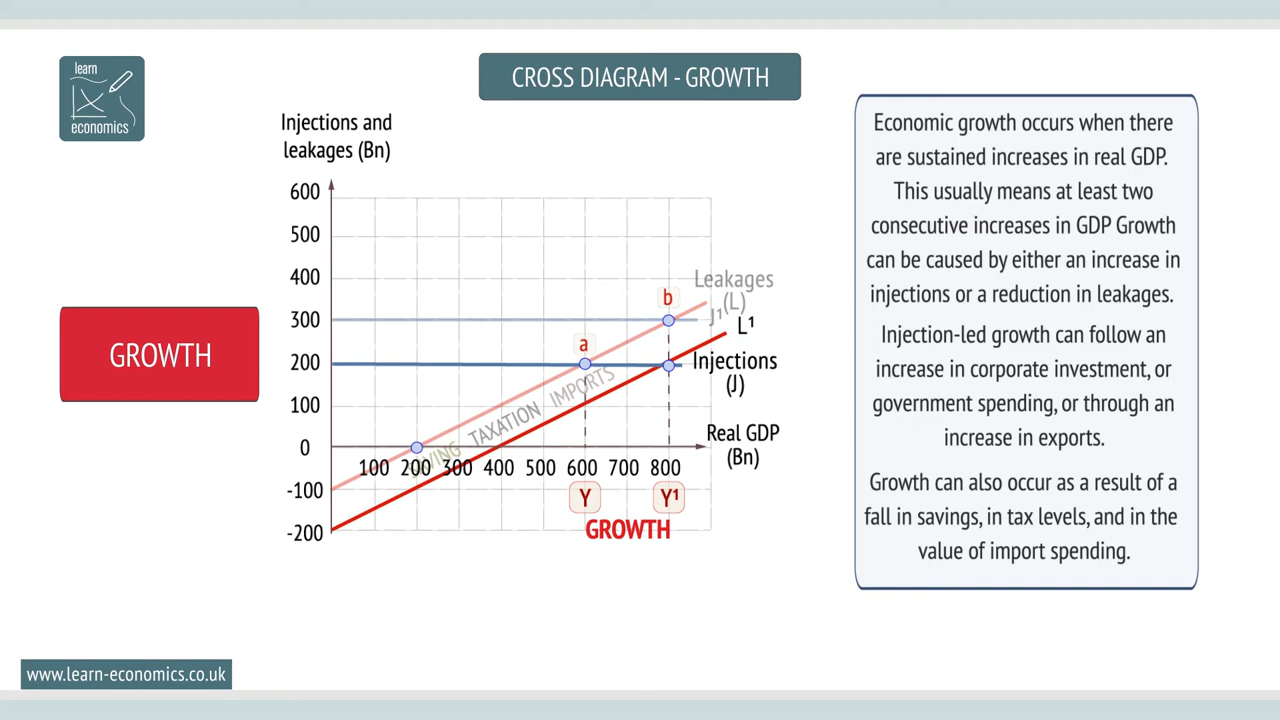 learn
economics
CROSS DIAGRAM - GROWTH
GROWTH
Injections and
leakages (Bn)
600
500
400
300
200
100
0
-100
-200
100 200 300 400 500 600 700 800
Leakages
(L)
J¹
L¹
Injections
(J)
Real GDP
(Bn)
a
b
SAVING TAXATION IMPORTS
Y
Y¹
GROWTH
Economic growth occurs when there
are sustained increases in real GDP.
This usually means at least two
consecutive increases in GDP Growth
can be caused by either an increase in
injections or a reduction in leakages.
Injection-led growth can follow an
increase in corporate investment, or
government spending, or through an
increase in exports.
Growth can also occur as a result of a
fall in savings, in tax levels, and in the
value of import spending.
www.learn-economics.co.uk